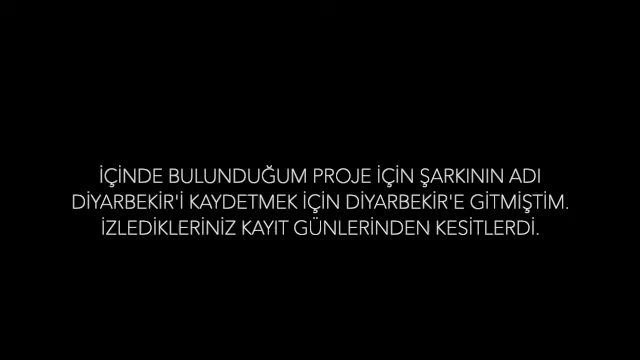 İÇİNDE BULUNDUĞUM PROJE İÇİN ŞARKININ ADI
DİYARBEKİR'İ KAYDETMEK İÇİN DİYARBEKİR'E GİTMİŞTİM.
İZLEDİKLERİNİZ KAYIT GÜNLERİNDEN KESİTLERDİ.